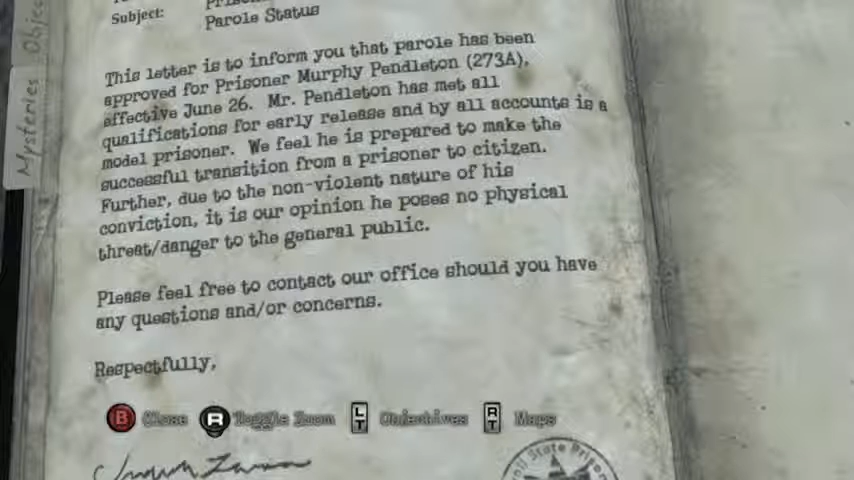 Subject:
Parole Status
This letter is to inform you that parole has been
approved for Prisoner Murphy Pendleton (273A),
effective June 26. Mr. Pendleton has met all
qualifications for early release and by all accounts is a
model prisoner. We feel he is prepared to make the
successful transition from a prisoner to citizen.
Further, due to the non-violent nature of his
conviction, it is our opinion he poses no physical
threat/danger to the general public.
Please feel free to contact our office should you have
any questions and/or concerns.
Respectfully,
B Close R Toggle Zoom LT Objectives RT Maps
State Prison
Mysteries